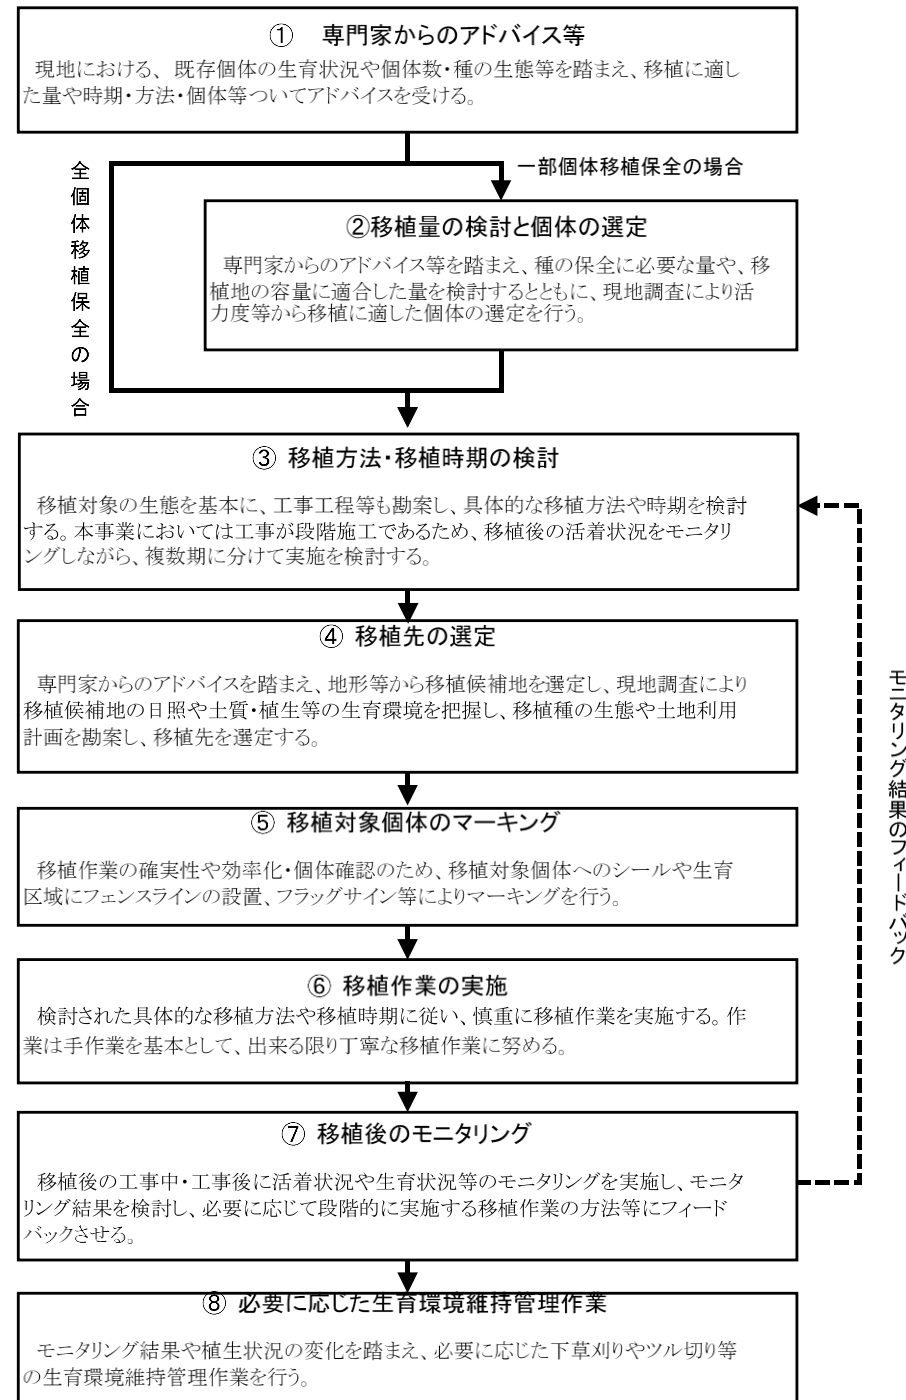 ① 専門家からのアドバイス等
現地における、 既存個体の生育状況や個体数・種の生態等を踏まえ、移植に適し
た量や時期・方法・個体等ついてアドバイスを受ける。
全個体移植保全の場合
一部個体移植保全の場合
②移植量の検討と個体の選定
専門家からのアドバイス等を踏まえ、種の保全に必要な量や、移
植地の容量に適合した量を検討するとともに、現地調査により活
力度等から移植に適した個体の選定を行う。
③ 移植方法・移植時期の検討
移植対象の生態を基本に、工事工程等も勘案し、具体的な移植方法や時期を検討
する。本事業においては工事が段階施工であるため、移植後の活着状況をモニタリ
ングしながら、複数期に分けて実施を検討する。
④ 移植先の選定
専門家からのアドバイスを踏まえ、地形等から移植候補地を選定し、現地調査により
移植候補地の日照や土質・植生等の生育環境を把握し、移植種の生態や土地利用
計画を勘案し、移植先を選定する。
モニタリング結果のフィードバック
⑤ 移植対象個体のマーキング
移植作業の確実性や効率化・個体確認のため、移植対象個体へのシールや生育
区域にフェンスラインの設置、フラッグサイン等によりマーキングを行う。
⑥ 移植作業の実施
検討された具体的な移植方法や移植時期に従い、慎重に移植作業を実施する。作
業は手作業を基本として、出来る限り丁寧な移植作業に努める。
⑦ 移植後のモニタリング
移植後の工事中・工事後に活着状況や生育状況等のモニタリングを実施し、モニタ
リング結果を検討し、必要に応じて段階的に実施する移植作業の方法等にフィード
バックさせる。
⑧ 必要に応じた生育環境維持管理作業
モニタリング結果や植生状況の変化を踏まえ、必要に応じた下草刈りやツル切り等
の生育環境維持管理作業を行う。